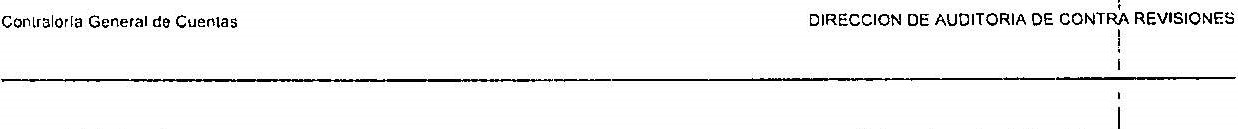 Contraloría General de Cuentas
DIRECCION DE AUDITORIA DE CONTRA REVISIONES